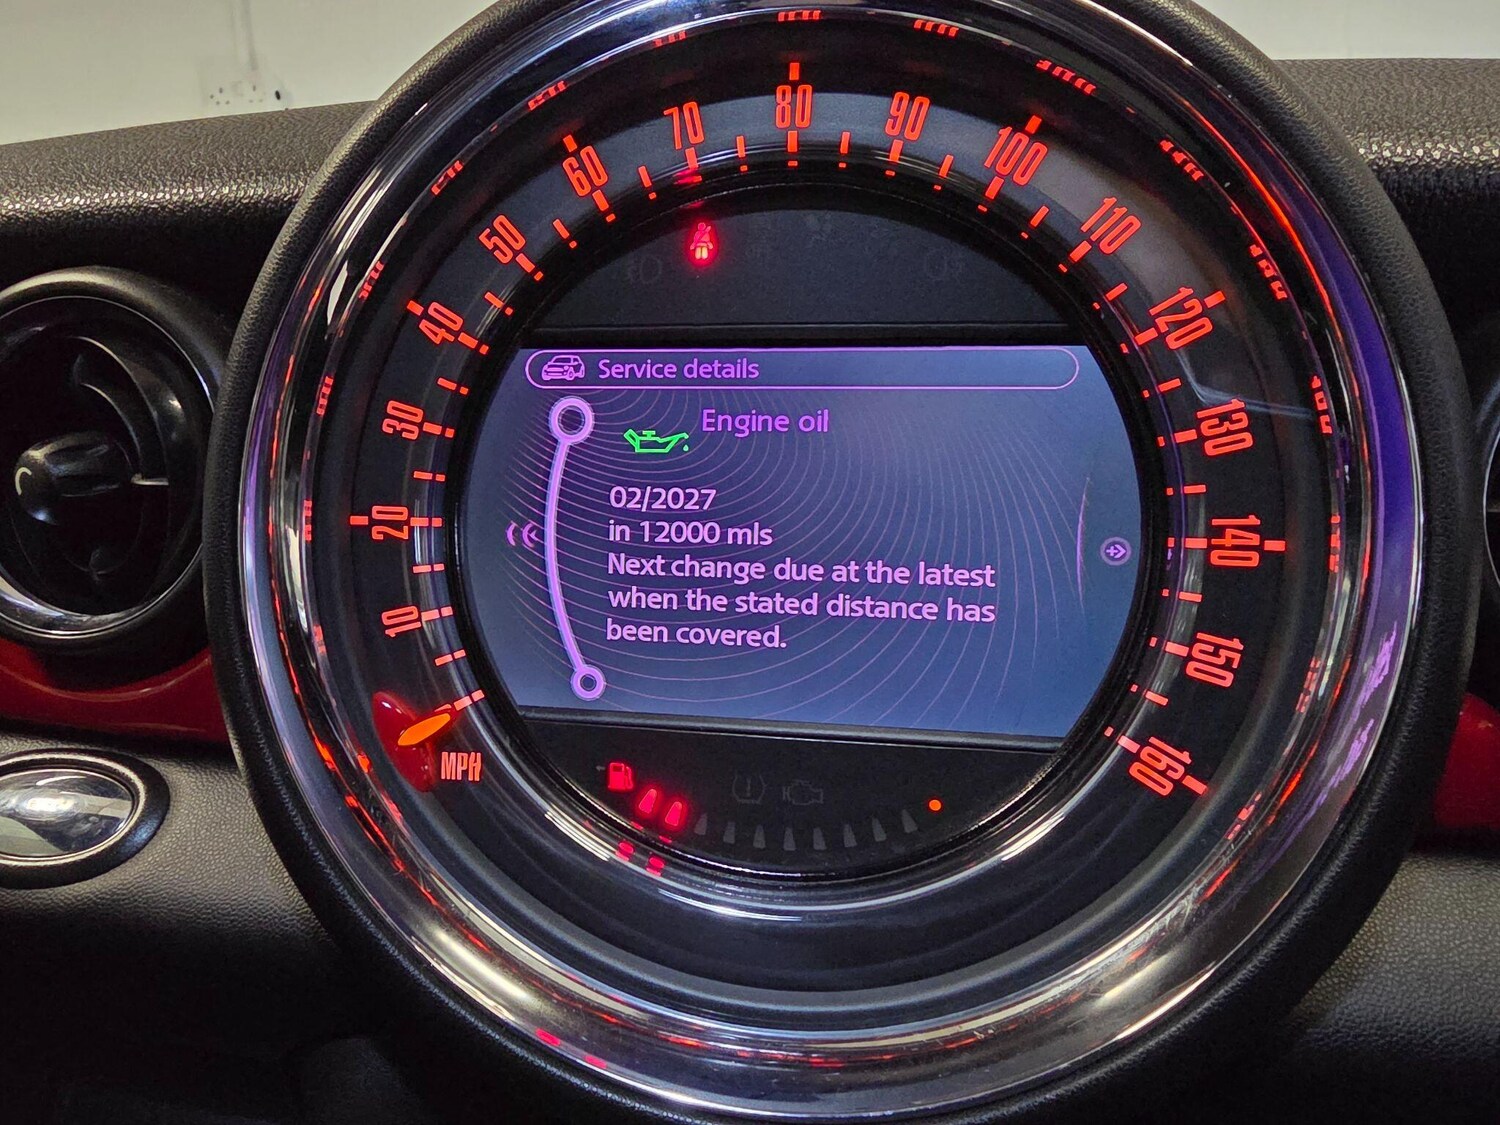 80
70
90
60
100
50
110
40
120
Service details
30
Engine oil
130
02/2027
20
in 12000 mls
140
Next change due at the latest
when the stated distance has
10
been covered.
150
MPH
160